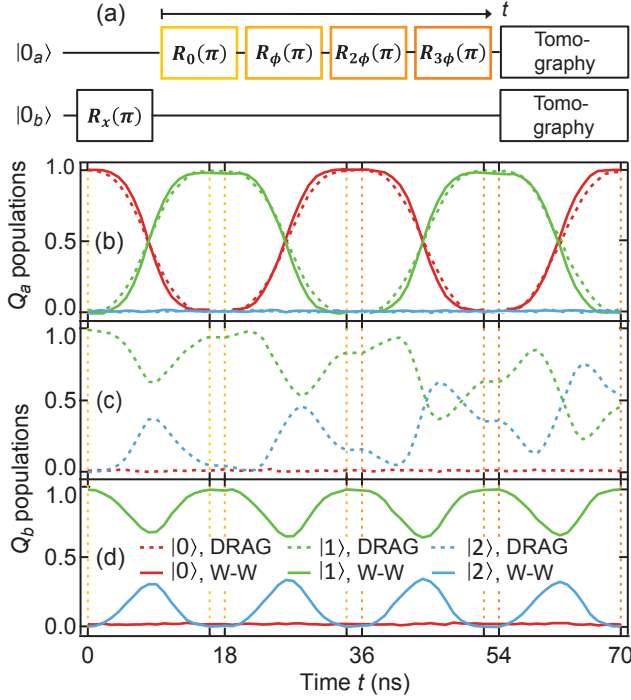 (a)
t
|0ₐ⟩ R₀(π) Rᵩ(π) R₂ᵩ(π) R₃ᵩ(π) Tomo-
graphy
|0_b⟩ Rₓ(π) Tomo-
graphy
1.0
0.5
0.0
Qₐ populations
(b)
1.0
0.5
0.0
(c)
Q_b populations
1.0
0.5
0.0
(d)
|0⟩, DRAG |1⟩, DRAG |2⟩, DRAG
|0⟩, W-W |1⟩, W-W |2⟩, W-W
0 18 36 54 70
Time t (ns)